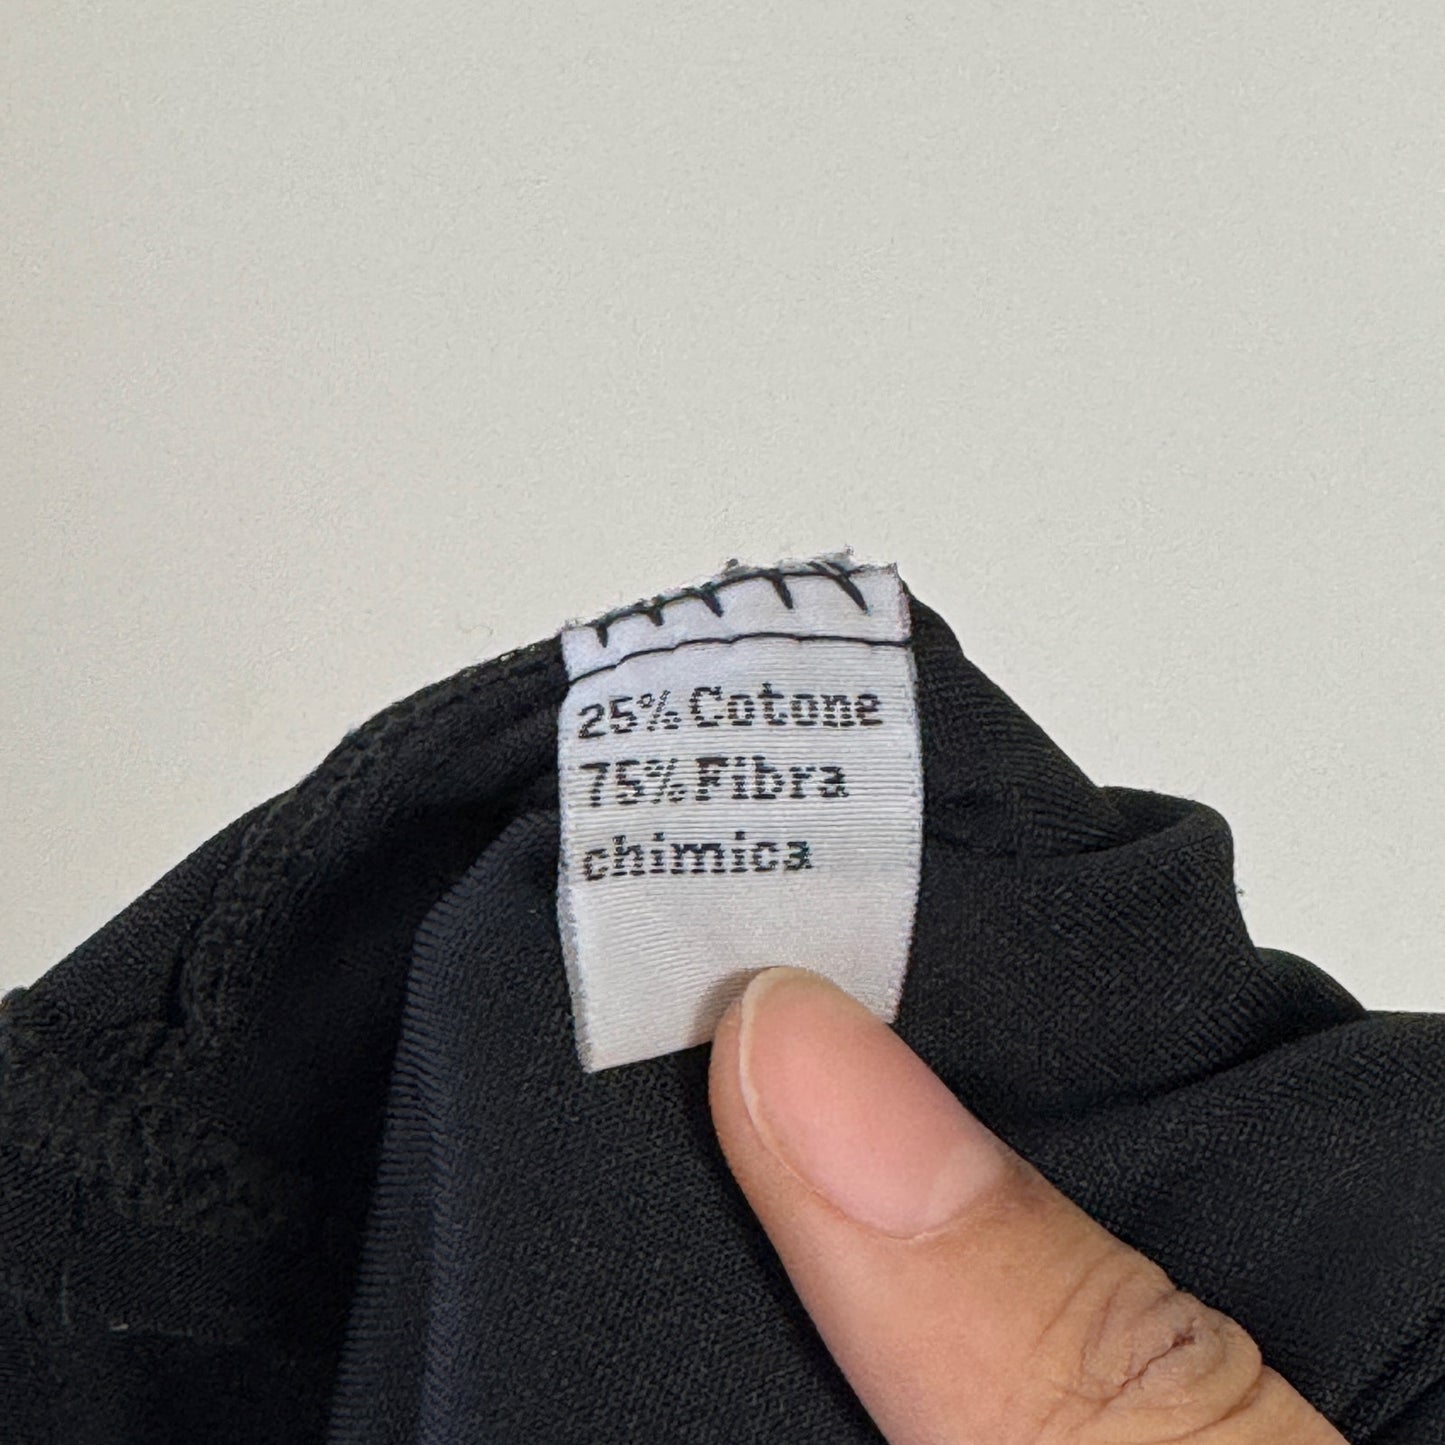 25% Cotone
75% Fibra
chimica